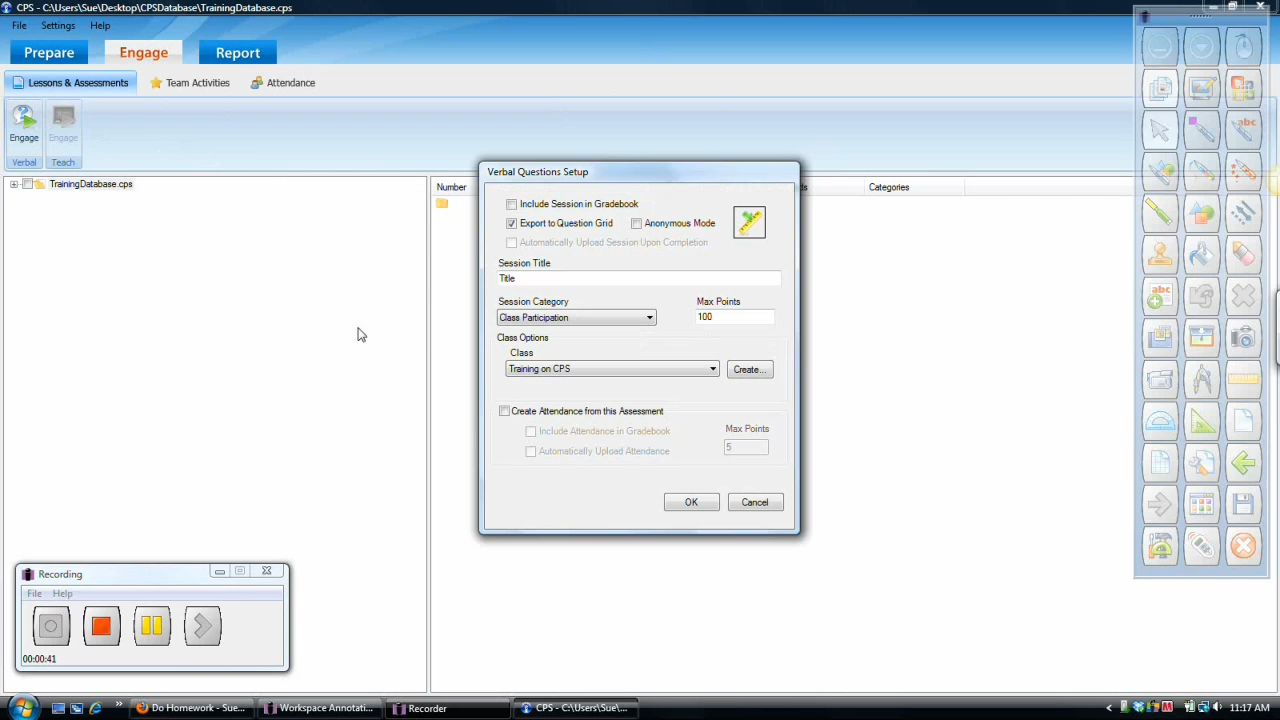 CPS - C:\Users\Sue\Desktop\CPSDatabase\TrainingDatabase.cps
File Settings Help
Prepare Engage Report
Lessons & Assessments Team Activities Attendance
Engage Engage
Verbal Teach
TrainingDatabase.cps
Number Categories
Verbal Questions Setup
Include Session in Gradebook
Export to Question Grid Anonymous Mode
Automatically Upload Session Upon Completion
Session Title
Title
Session Category Max Points
Class Participation 100
Class Options
Class
Training on CPS Create...
Create Attendance from this Assessment
Include Attendance in Gradebook Max Points
Automatically Upload Attendance 5
OK Cancel
abc
abc
Recording
File Help
00:00:41
Do Homework - Sue... Workspace Annotati... Recorder CPS - C:\Users\Sue\... 11:17 AM